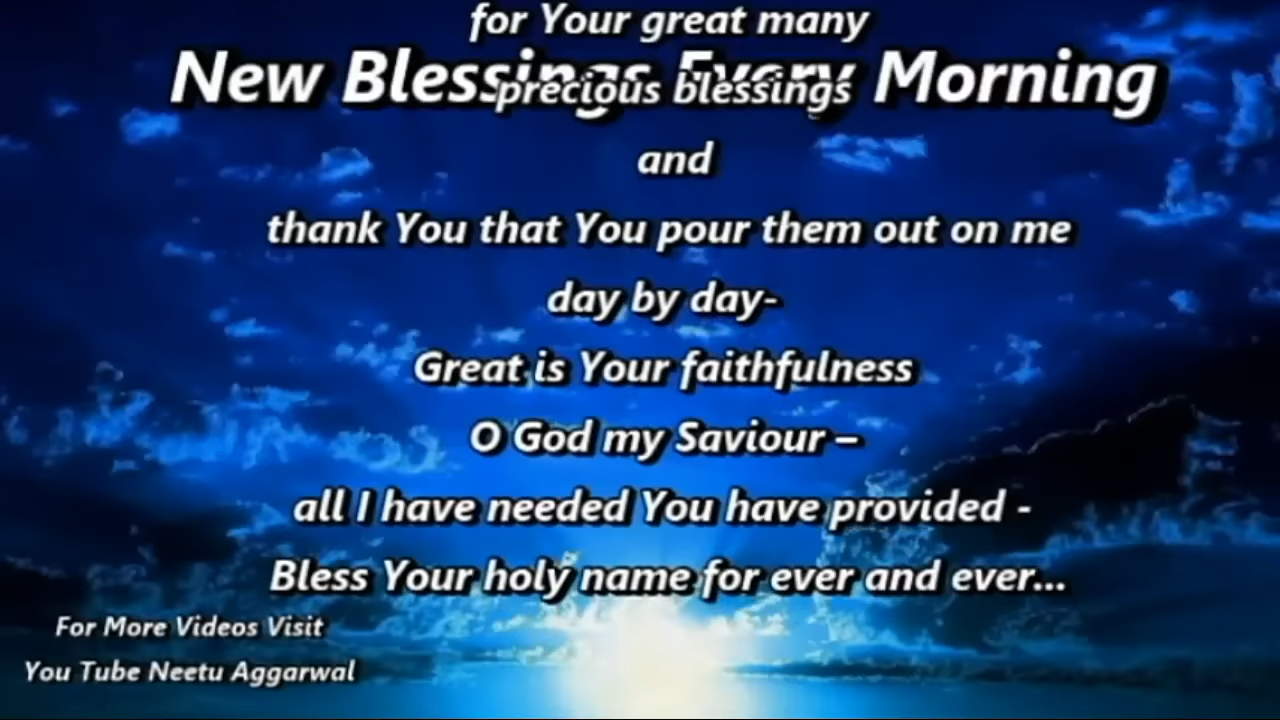 for Your great many
New Blessings Every Morning
precious blessings
and
thank You that You pour them out on me
day by day-
Great is Your faithfulness
O God my Saviour –
all I have needed You have provided -
Bless Your holy name for ever and ever...
For More Videos Visit
You Tube Neetu Aggarwal